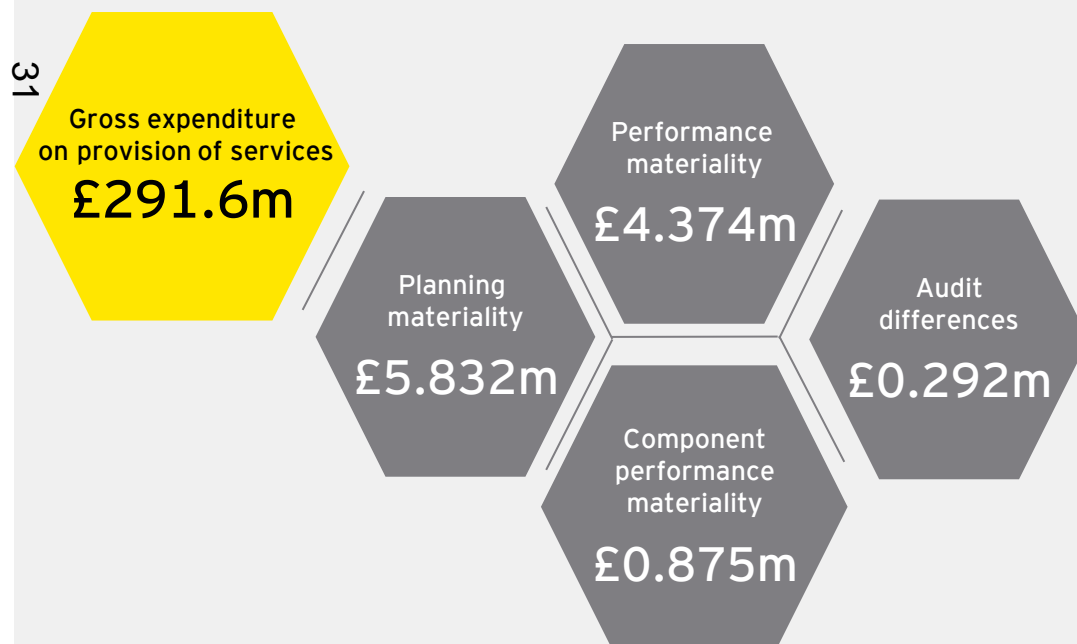 31
Gross expenditure
on provision of services
£291.6m
Planning
materiality
£5.832m
Performance
materiality
£4.374m
Component
performance
materiality
£0.875m
Audit
differences
£0.292m